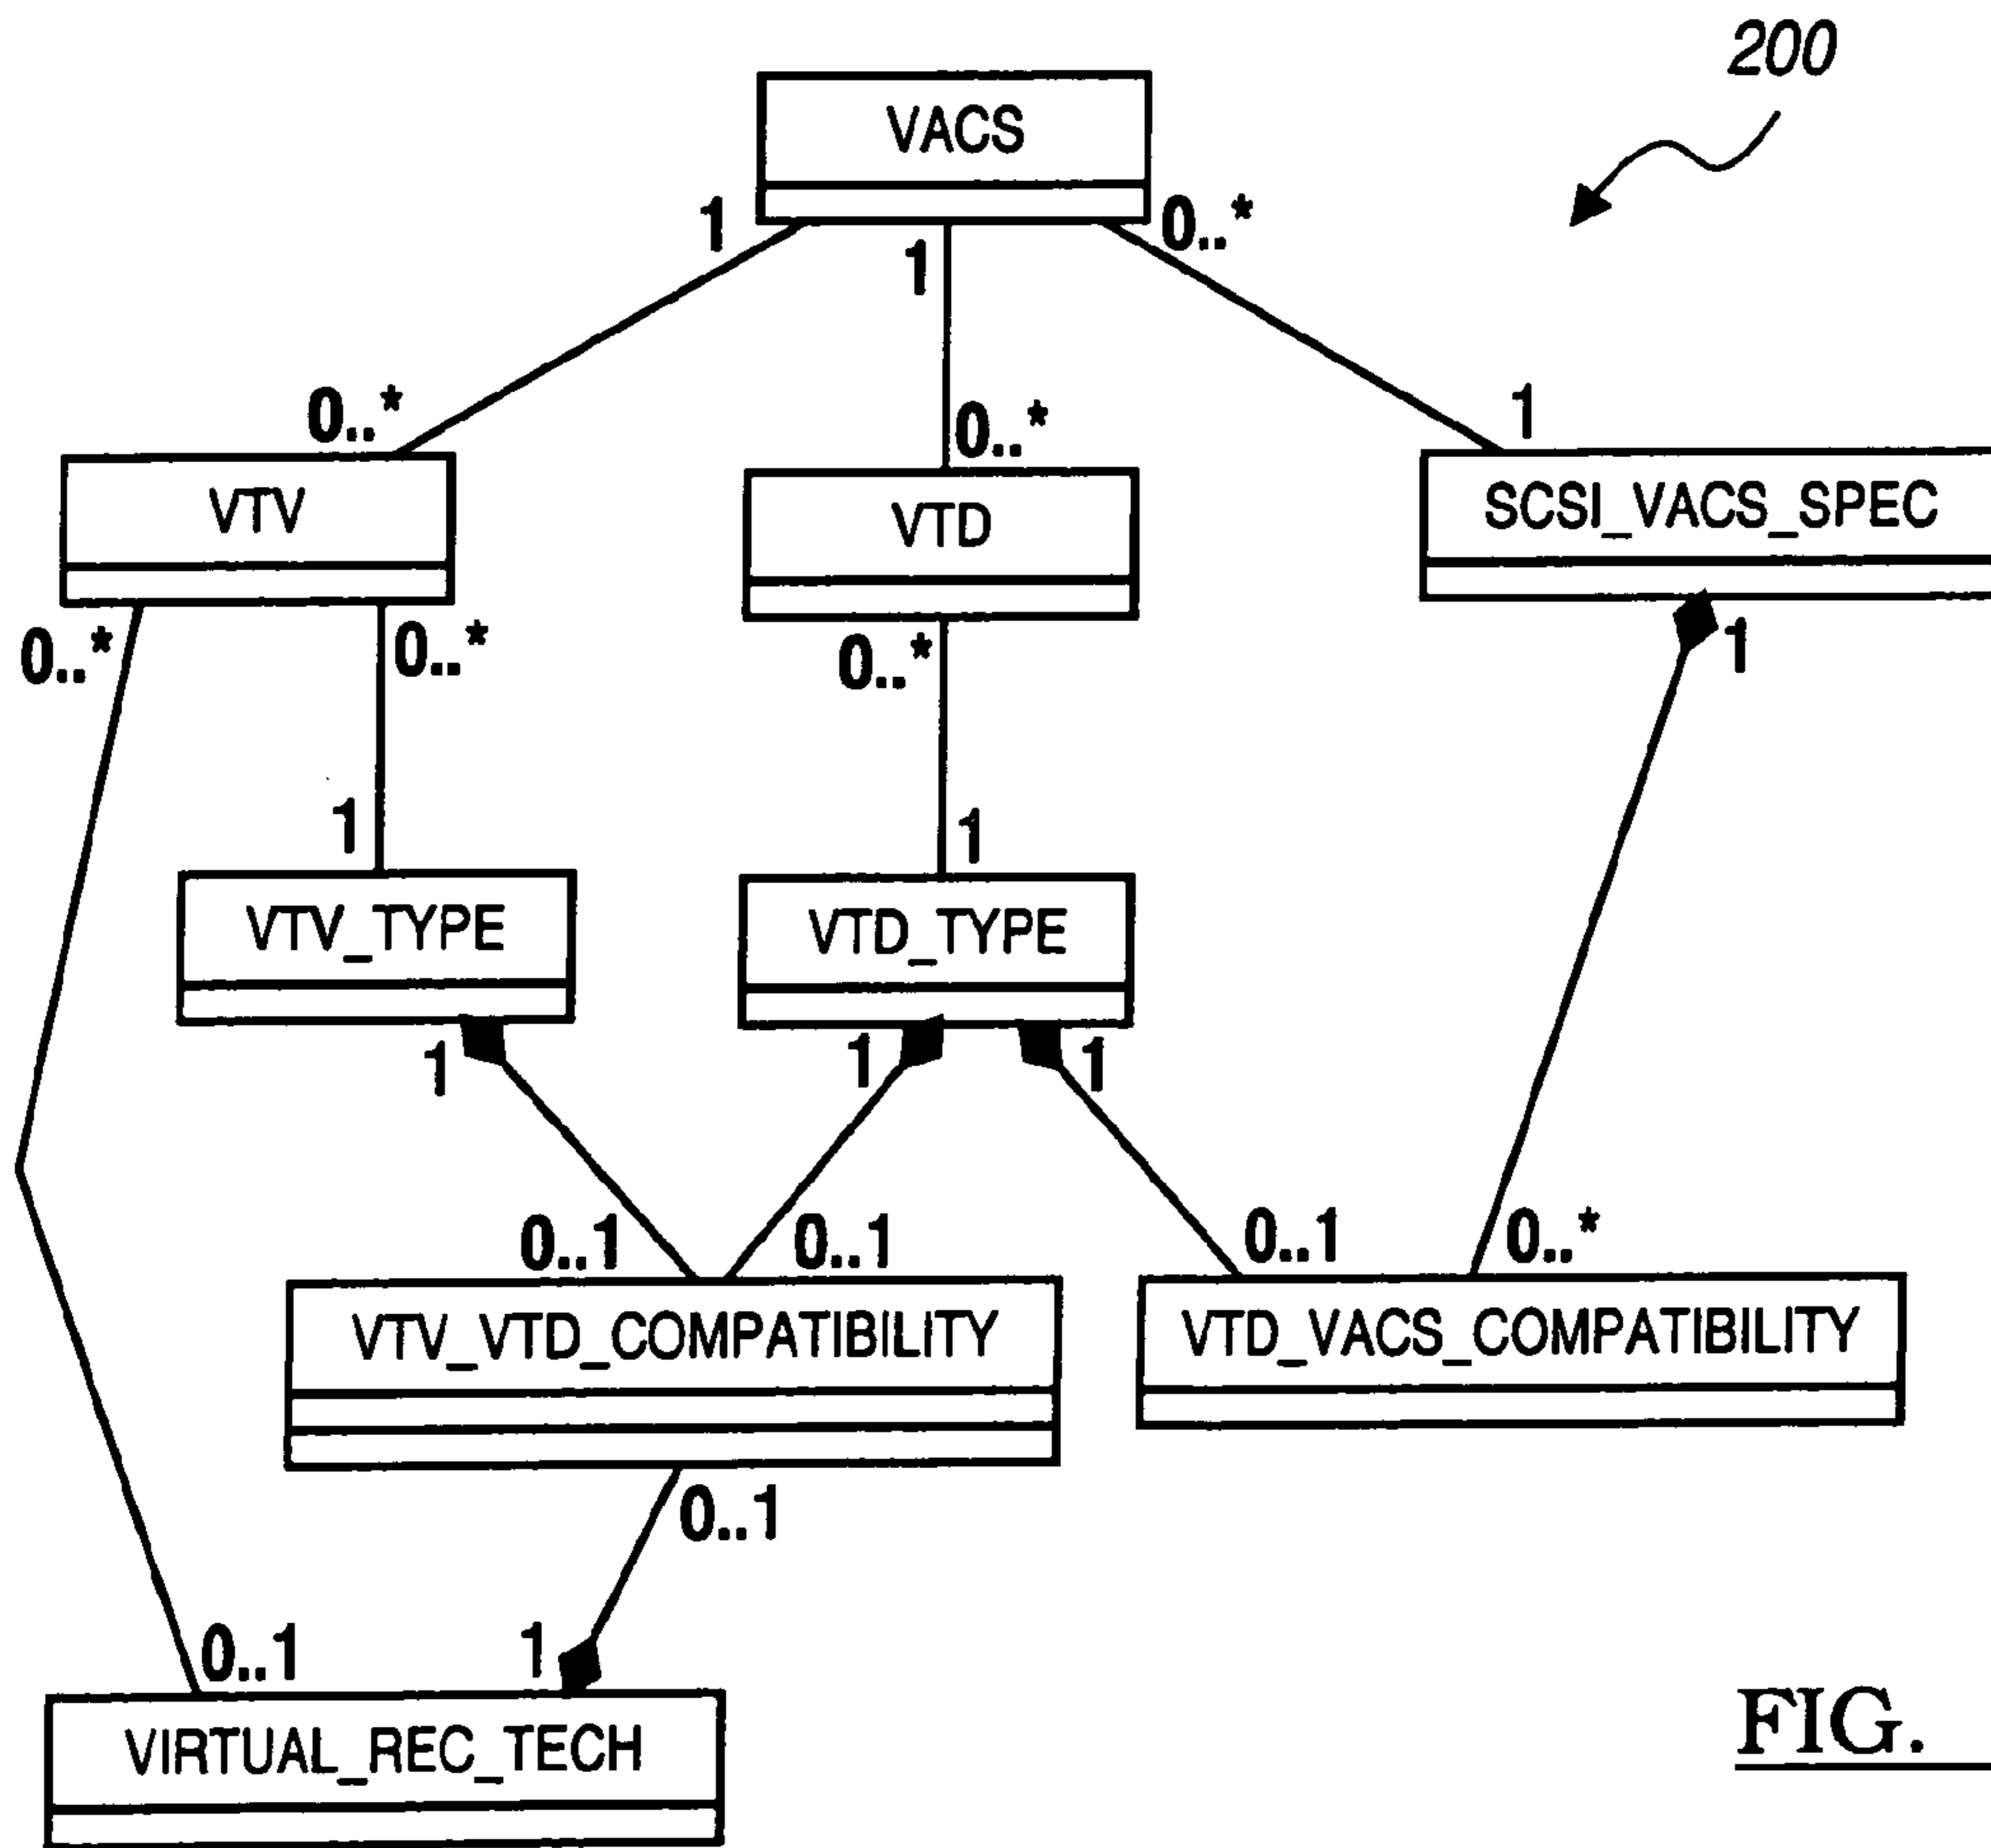 200
VACS
1
1
0..*
0..*
0..*
1
VTV
VTD
SCSI_VACS_SPEC
0..*
0..*
0..*
1
1
1
VTV_TYPE
VTD_TYPE
1
1
1
0..1
0..1
0..1
0..*
VTV_VTD_COMPATIBILITY
VTD_VACS_COMPATIBILITY
0..1
0..1
1
VIRTUAL_REC_TECH
FIG.